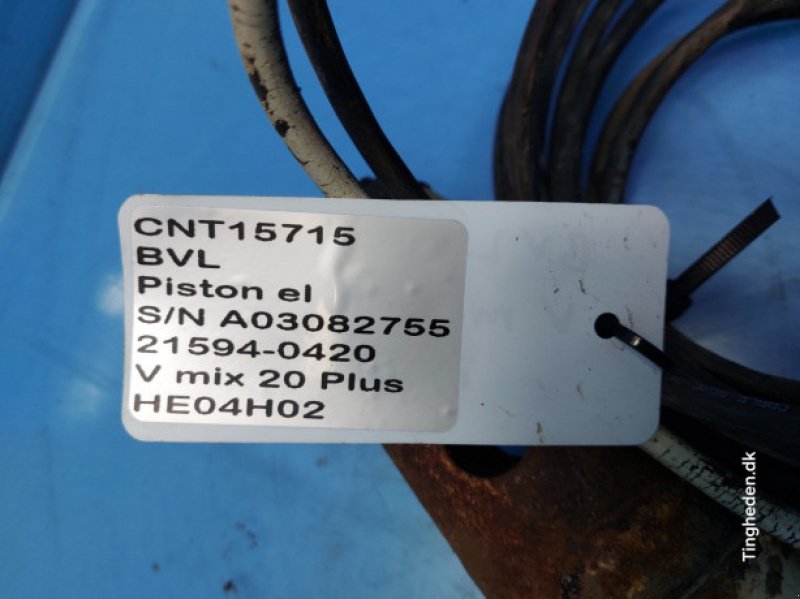 CNT15715
BVL
Piston el
S/N A03082755
21594-0420
V mix 20 Plus
HE04H02
Tingheden.dk